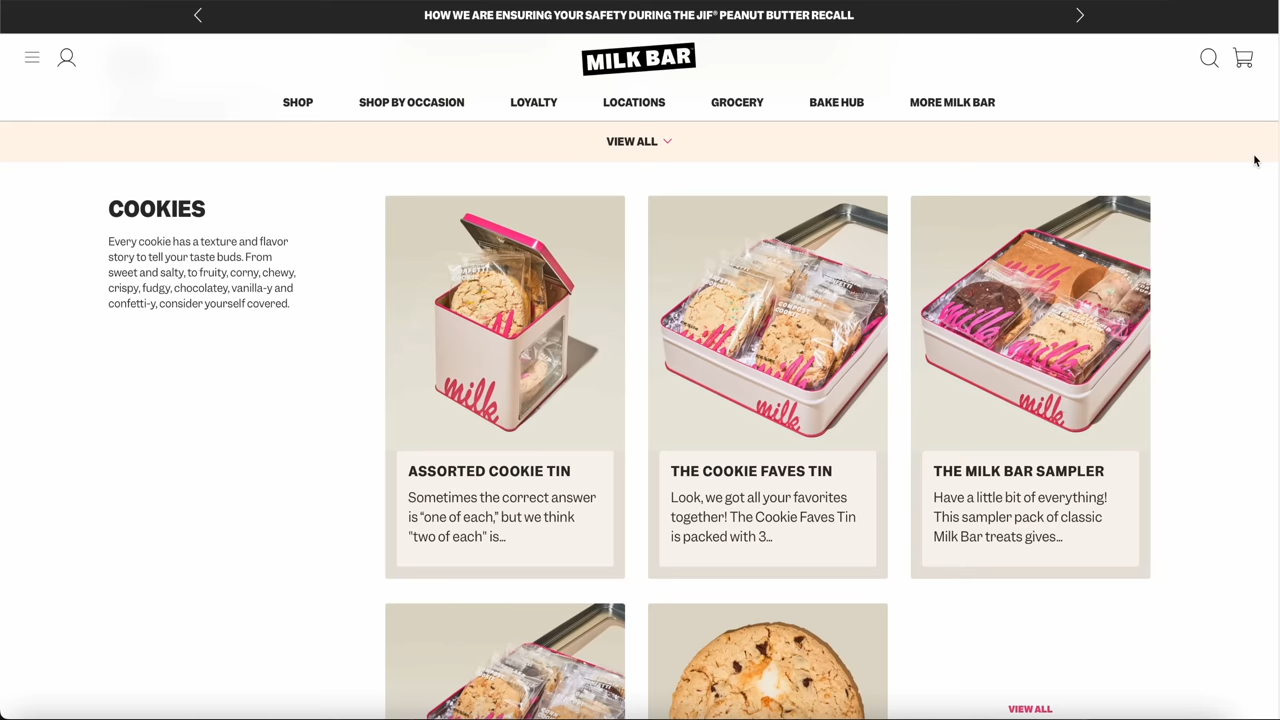 HOW WE ARE ENSURING YOUR SAFETY DURING THE JIF® PEANUT BUTTER RECALL
MILK BAR
SHOP
SHOP BY OCCASION
LOYALTY
LOCATIONS
GROCERY
BAKE HUB
MORE MILK BAR
VIEW ALL
COOKIES
Every cookie has a texture and flavor
story to tell your taste buds. From
sweet and salty, to fruity, corny, chewy,
crispy, fudgy, chocolatey, vanilla-y and
confetti-y, consider yourself covered.
milk
ASSORTED COOKIE TIN
Sometimes the correct answer
is “one of each,” but we think
"two of each" is...
milk
THE COOKIE FAVES TIN
Look, we got all your favorites
together! The Cookie Faves Tin
is packed with 3...
milk
THE MILK BAR SAMPLER
Have a little bit of everything!
This sampler pack of classic
Milk Bar treats gives...
VIEW ALL